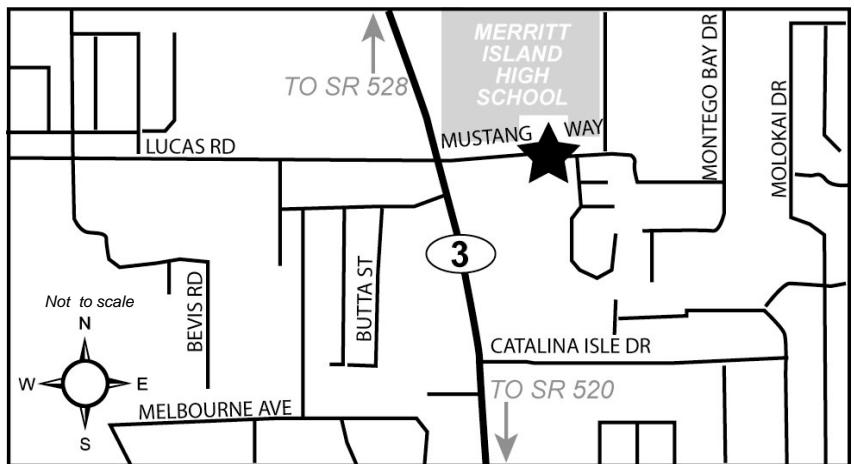 TO SR 528
MERRITT
ISLAND
HIGH
SCHOOL
MUSTANG WAY
LUCAS RD
MONTEGO BAY DR
MOLOKAI DR
3
BEVIS RD
BUTTA ST
Not to scale
N
W E
S
CATALINA ISLE DR
TO SR 520
MELBOURNE AVE